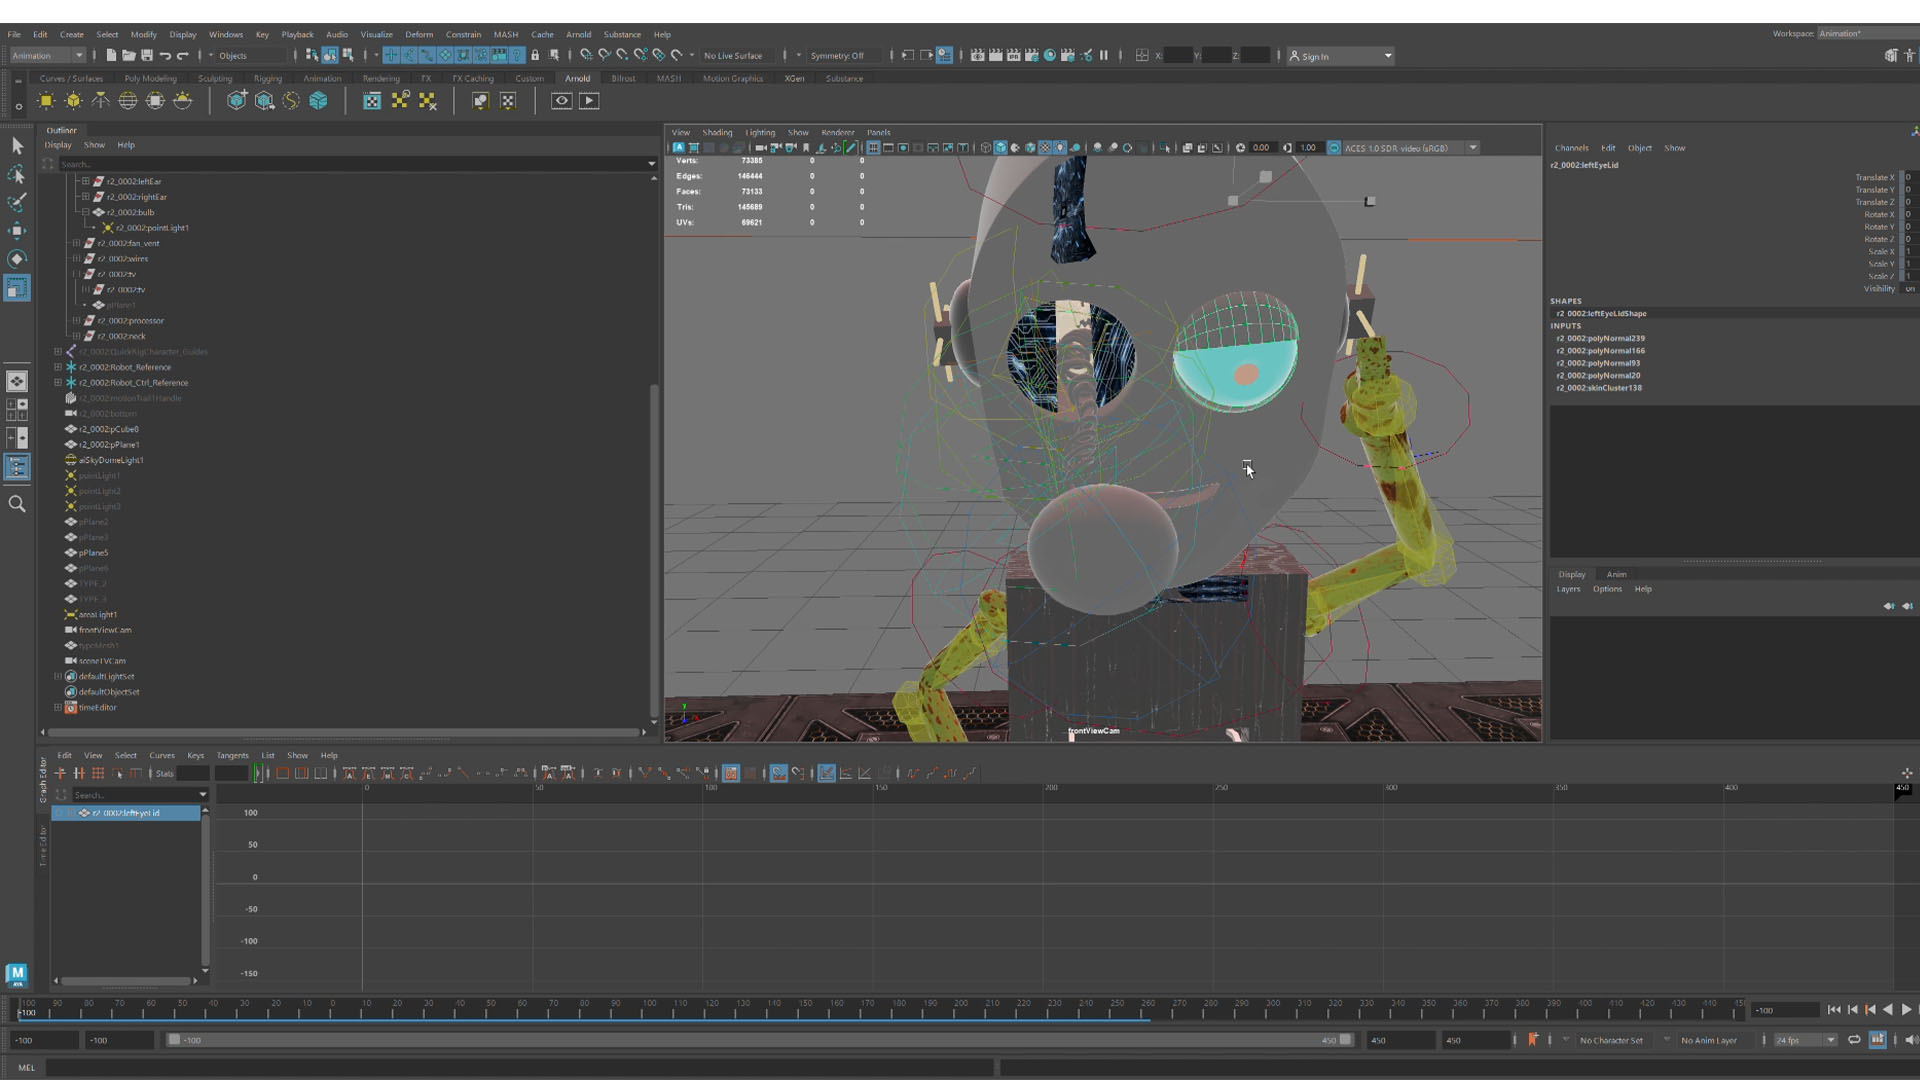 File Edit Create Select Modify Display Windows Key Playback Audio Visualize Deform Constrain MASH Cache Arnold Substance Help
Workspace: Animation*
Animation Objects No Live Surface Symmetry: Off X: Y: Z: Sign In
Curves / Surfaces Poly Modeling Sculpting Rigging Animation Rendering FX FX Caching Custom Arnold Bifrost MASH Motion Graphics XGen Substance
Outliner
Display Show Help
Search...
r2_0002:leftEar
r2_0002:rightEar
r2_0002:bulb
r2_0002:pointLight1
r2_0002:fan_vent
r2_0002:wires
r2_0002:tv
r2_0002:tv
pPlane1
r2_0002:processor
r2_0002:neck
r2_0002:QuickRigCharacter_Guides
r2_0002:Robot_Reference
r2_0002:Robot_Ctrl_Reference
r2_0002:motionTrail1Handle
r2_0002:bottom
r2_0002:pCube8
r2_0002:pPlane1
aiSkyDomeLight1
pointLight1
pointLight2
pointLight3
pPlane2
pPlane3
pPlane5
pPlane6
TYPE_2
TYPE_3
areaLight1
frontViewCam
typeMesh1
sceneTVCam
defaultLightSet
defaultObjectSet
timeEditor
View Shading Lighting Show Renderer Panels
0.00 1.00 ACES 1.0 SDR-video (sRGB)
Verts: 73385 0 0
Edges: 146444 0 0
Faces: 73133 0 0
Tris: 145689 0 0
UVs: 69621 0 0
frontViewCam
Channels Edit Object Show
r2_0002:leftEyeLid
Translate X 0
Translate Y 0
Translate Z 0
Rotate X 0
Rotate Y 0
Rotate Z 0
Scale X 1
Scale Y 1
Scale Z 1
Visibility on
SHAPES
r2_0002:leftEyeLidShape
INPUTS
r2_0002:polyNormal239
r2_0002:polyNormal166
r2_0002:polyNormal93
r2_0002:polyNormal20
r2_0002:skinCluster138
Display Anim
Layers Options Help
Graph Editor
Time Editor
Edit View Select Curves Keys Tangents List Show Help
Stats
Search...
r2_0002:leftEyeLid
0 50 100 150 200 250 300 350 400 450
100
50
0
-50
-100
-150
-100 90 80 70 60 50 40 30 20 10 0 10 20 30 40 50 60 70 80 90 100 110 120 130 140 150 160 170 180 190 200 210 220 230 240 250 260 270 280 290 300 310 320 330 340 350 360 370 380 390 400 410 420 430 440
-100
-100
-100 -100 -100 450 450 450 No Character Set No Anim Layer 24 fps
MEL